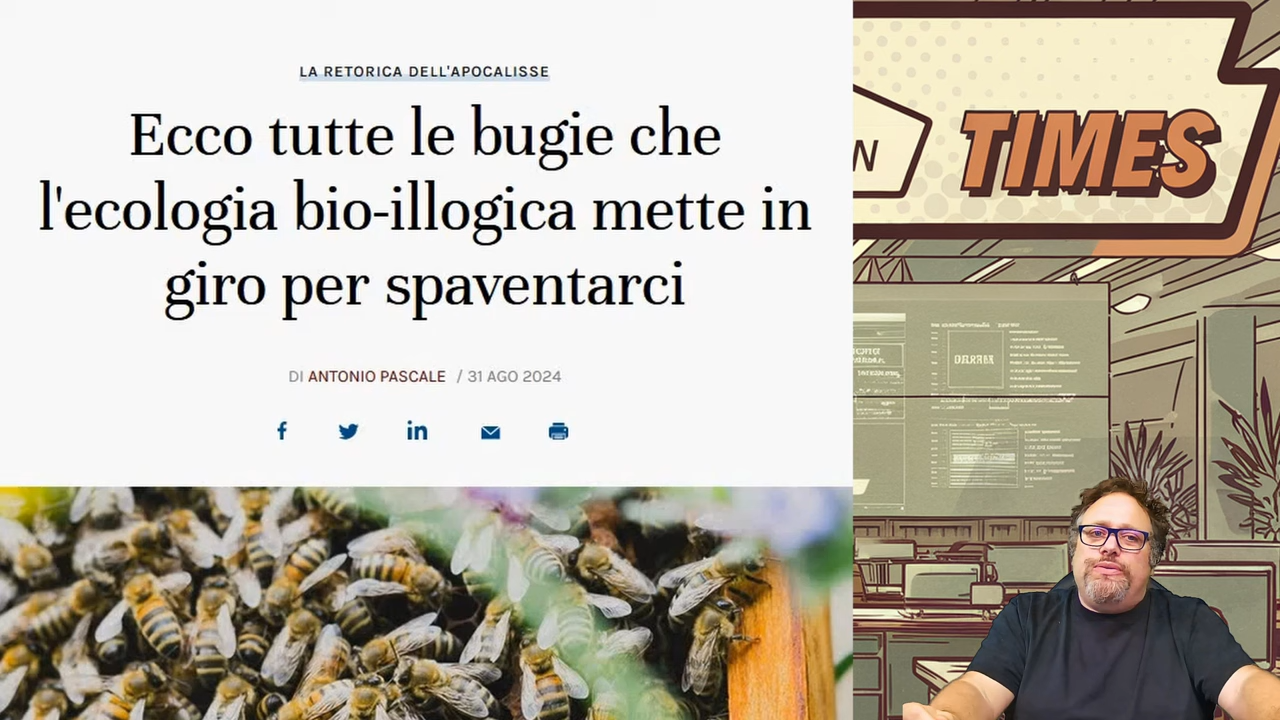 LA RETORICA DELL'APOCALISSE
Ecco tutte le bugie che
l'ecologia bio-illogica mette in
giro per spaventarci
DI ANTONIO PASCALE / 31 AGO 2024
N
TIMES